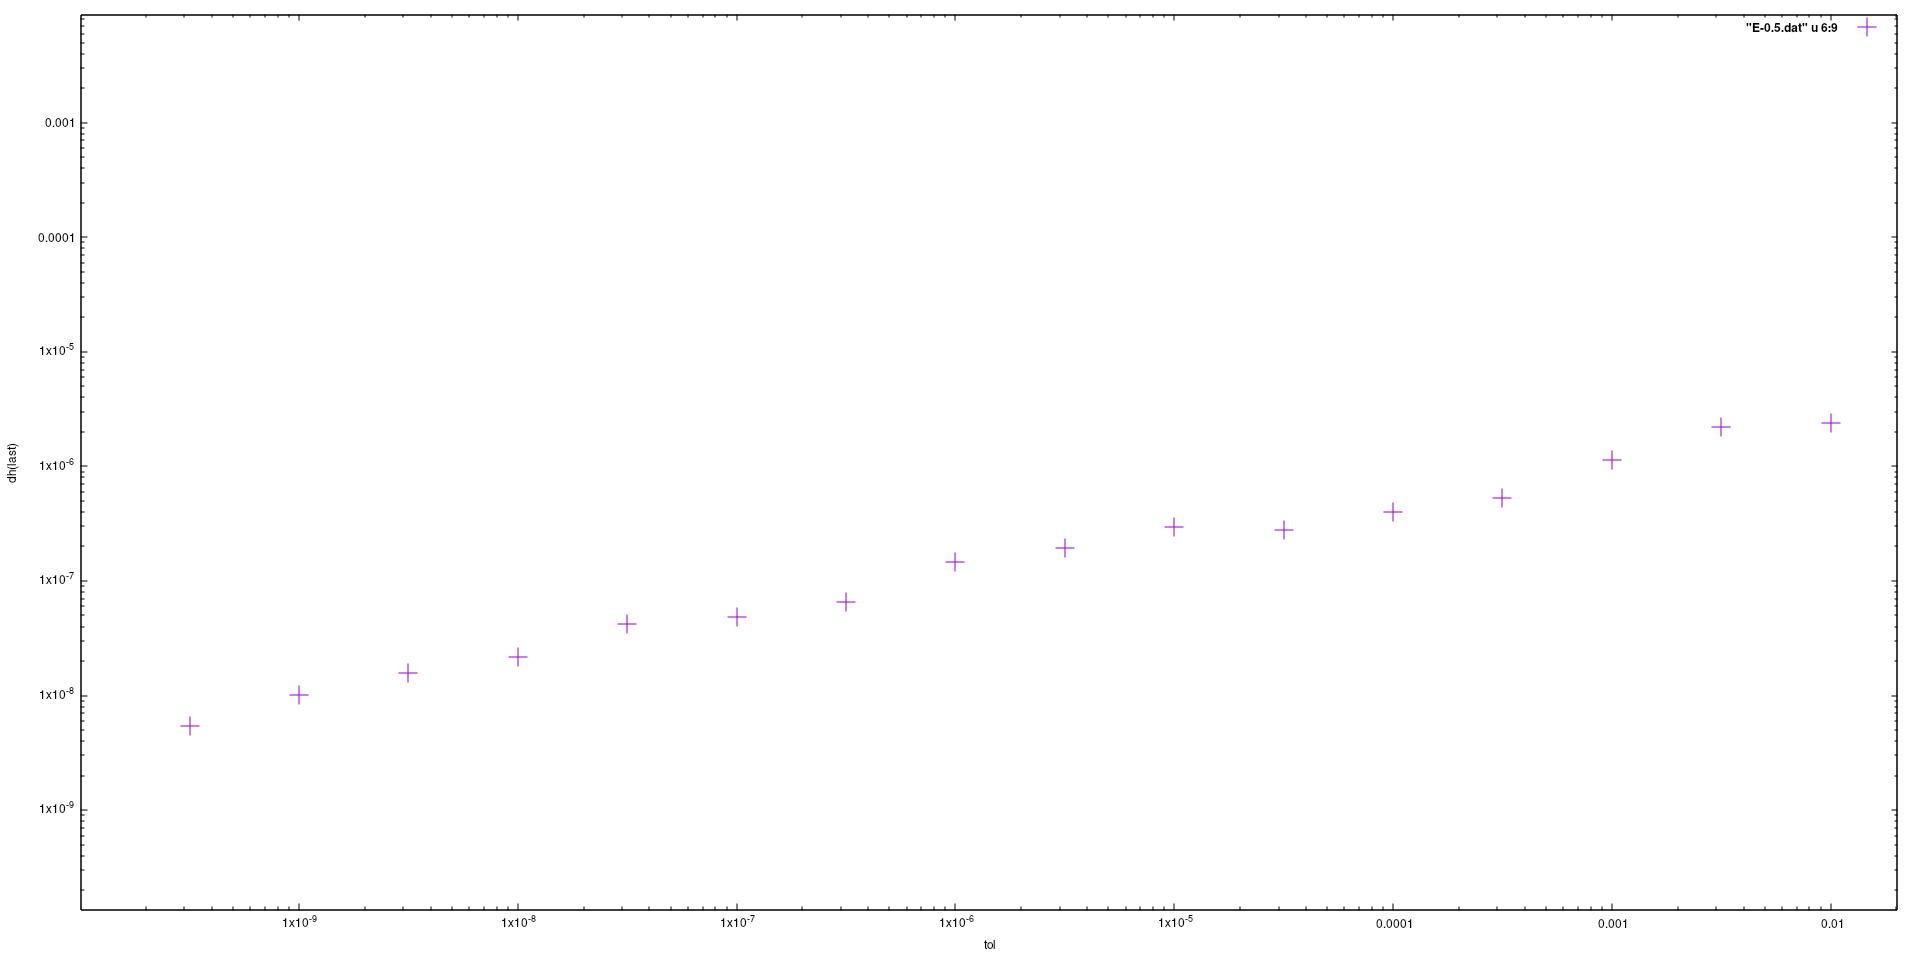 "E-0.5.dat" u 6:9
0.001
0.0001
1x10⁻⁵
1x10⁻⁶
1x10⁻⁷
1x10⁻⁸
1x10⁻⁹
dh(last)
1x10⁻⁹ 1x10⁻⁸ 1x10⁻⁷ 1x10⁻⁶ 1x10⁻⁵ 0.0001 0.001 0.01
tol